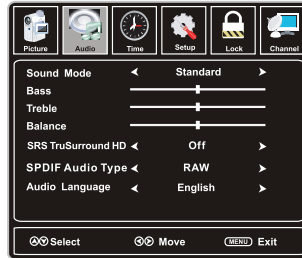 Picture Audio Time Setup Lock Channel
Sound Mode Standard
Bass
Treble
Balance
SRS TruSurround HD Off
SPDIF Audio Type RAW
Audio Language English
Select Move MENU Exit